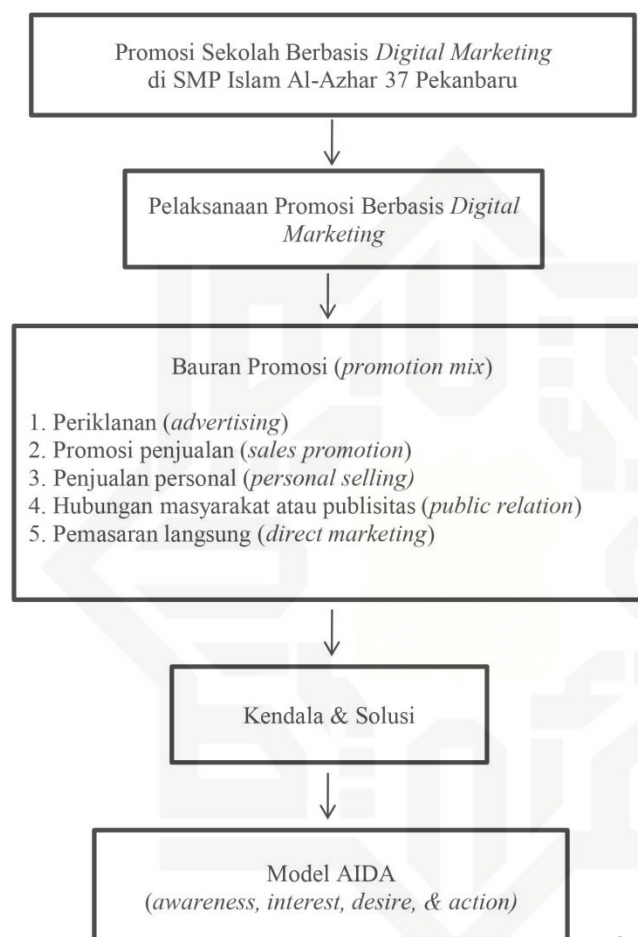 Promosi Sekolah Berbasis Digital Marketing
di SMP Islam Al-Azhar 37 Pekanbaru
Pelaksanaan Promosi Berbasis Digital
Marketing
Bauran Promosi (promotion mix)
1. Periklanan (advertising)
2. Promosi penjualan (sales promotion)
3. Penjualan personal (personal selling)
4. Hubungan masyarakat atau publisitas (public relation)
5. Pemasaran langsung (direct marketing)
Kendala & Solusi
Model AIDA
(awareness, interest, desire, & action)